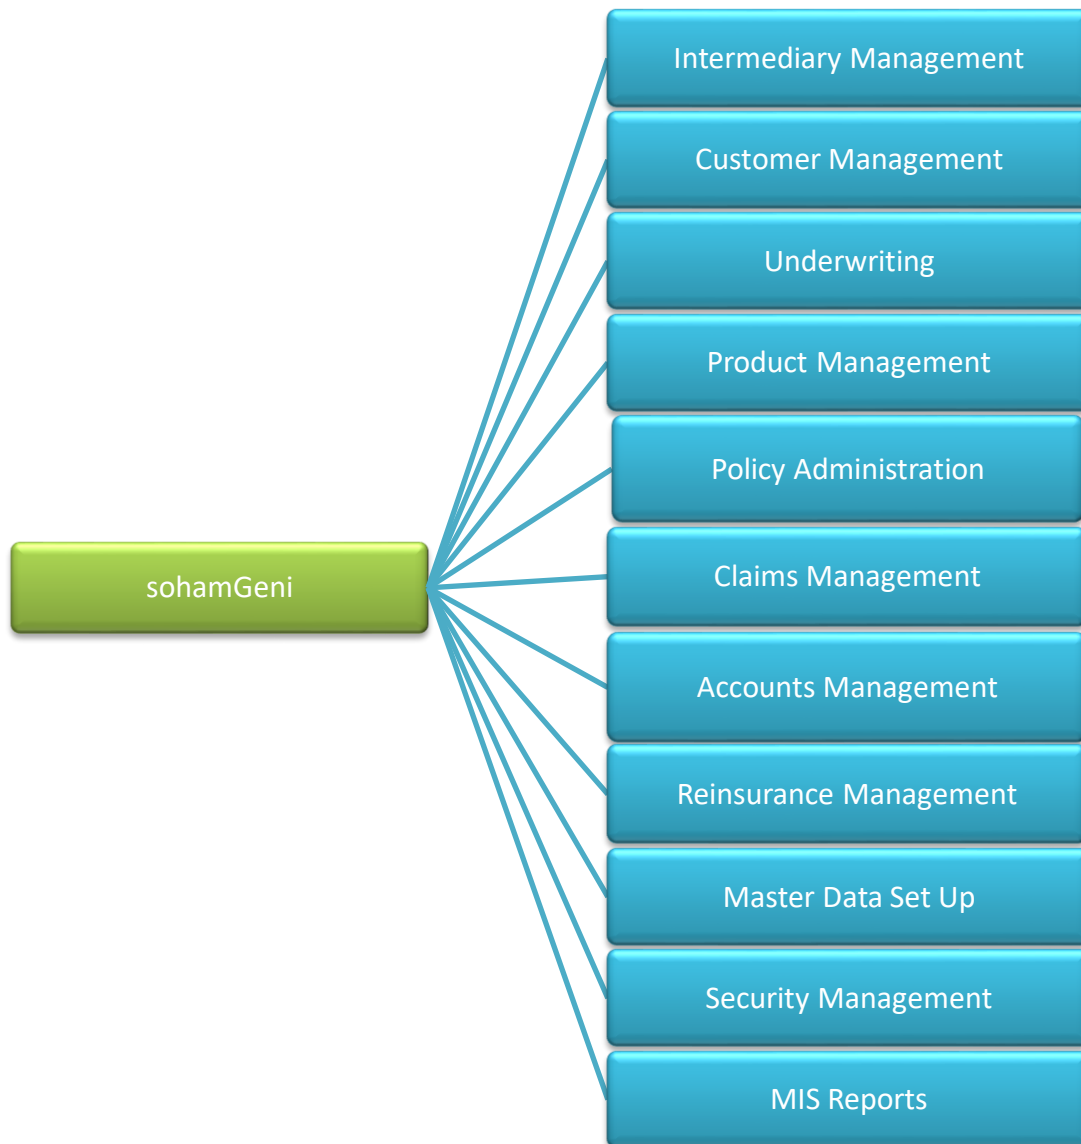 Intermediary Management
Customer Management
Underwriting
Product Management
Policy Administration
sohamGeni
Claims Management
Accounts Management
Reinsurance Management
Master Data Set Up
Security Management
MIS Reports